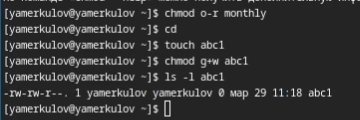 [yamerkulov@yamerkulov ~]$ chmod o-r monthly
[yamerkulov@yamerkulov ~]$ cd
[yamerkulov@yamerkulov ~]$ touch abc1
[yamerkulov@yamerkulov ~]$ chmod g+w abc1
[yamerkulov@yamerkulov ~]$ ls -l abc1
-rw-rw-r--. 1 yamerkulov yamerkulov 0 мар 29 11:18 abc1
[yamerkulov@yamerkulov ~]$